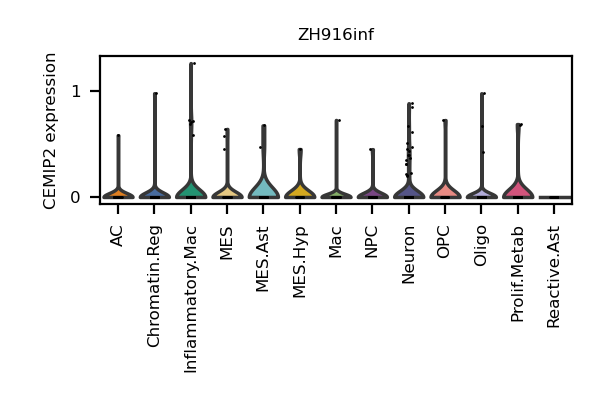 ZH916inf
CEMIP2 expression
1
0
AC
Chromatin.Reg
Inflammatory.Mac
MES
MES.Ast
MES.Hyp
Mac
NPC
Neuron
OPC
Oligo
Prolif.Metab
Reactive.Ast